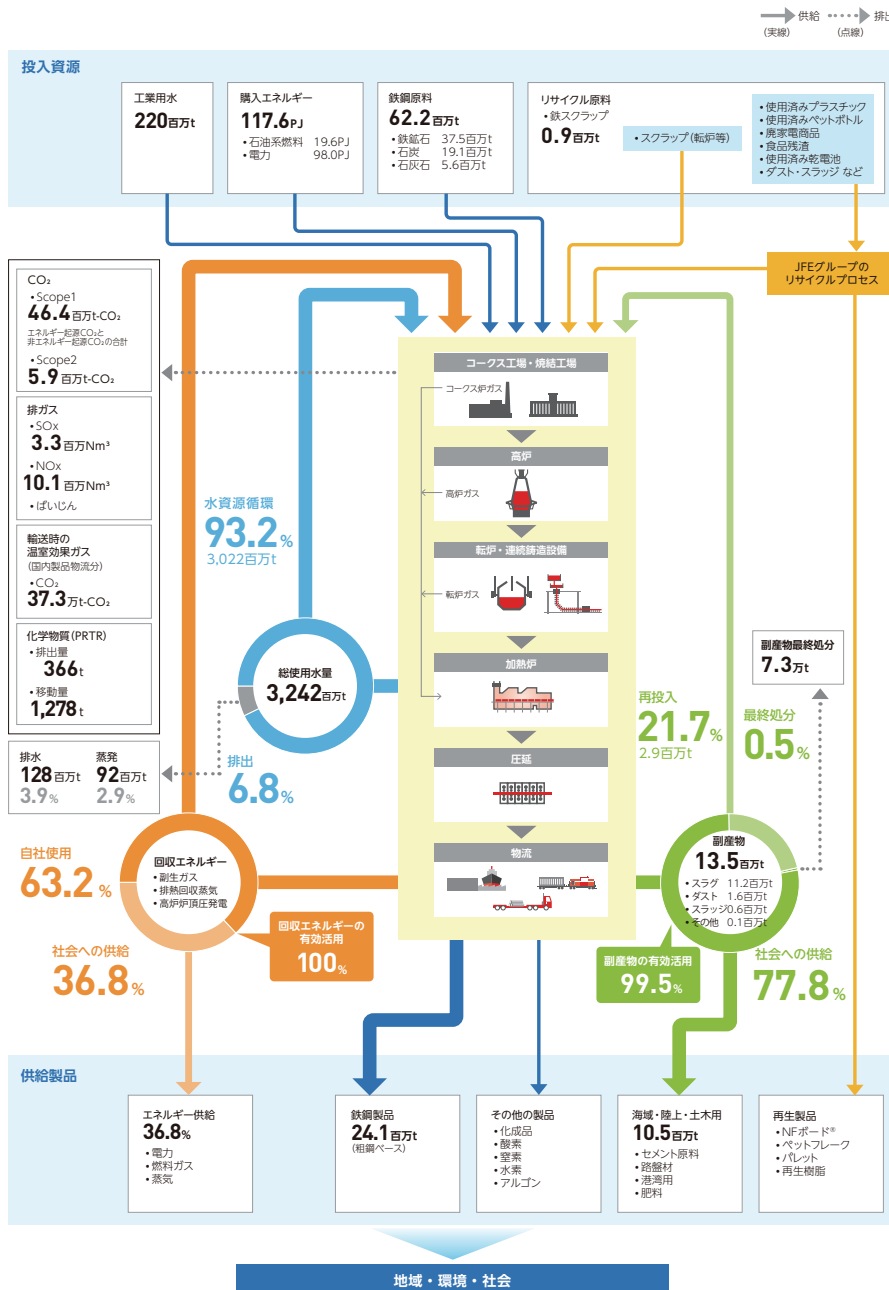 供給
(実線)
排出
(点線)
投入資源
工業用水
220百万t
購入エネルギー
117.6PJ
・石油系燃料 19.6PJ
・電力 98.0PJ
鉄鋼原料
62.2百万t
・鉄鉱石 37.5百万t
・石炭 19.1百万t
・石灰石 5.6百万t
リサイクル原料
・鉄スクラップ
0.9百万t
・スクラップ(転炉等)
・使用済みプラスチック
・使用済みペットボトル
・廃家電商品
・食品残渣
・使用済み乾電池
・ダスト・スラッジ など
JFEグループの
リサイクルプロセス
CO₂
・Scope1
46.4百万t-CO₂
エネルギー起源CO₂と
非エネルギー起源CO₂の合計
・Scope2
5.9百万t-CO₂
排ガス
・SOx
3.3百万Nm³
・NOx
10.1百万Nm³
・ばいじん
輸送時の
温室効果ガス
(国内製品物流分)
・CO₂
37.3万t-CO₂
化学物質(PRTR)
・排出量
366t
・移動量
1,278t
排水
128百万t
3.9%
蒸発
92百万t
2.9%
水資源循環
93.2%
3,022百万t
総使用水量
3,242百万t
排出
6.8%
コークス工場・焼結工場
コークス炉ガス
高炉
高炉ガス
転炉・連続鋳造設備
転炉ガス
加熱炉
圧延
物流
再投入
21.7%
2.9百万t
最終処分
0.5%
副産物最終処分
7.3万t
自社使用
63.2%
回収エネルギー
・副生ガス
・排熱回収蒸気
・高炉炉頂圧発電
回収エネルギーの
有効活用
100%
社会への供給
36.8%
副産物
13.5百万t
・スラグ 11.2百万t
・ダスト 1.6百万t
・スラッジ0.6百万t
・その他 0.1百万t
副産物の有効活用
99.5%
社会への供給
77.8%
供給製品
エネルギー供給
36.8%
・電力
・燃料ガス
・蒸気
鉄鋼製品
24.1百万t
(粗鋼ベース)
その他の製品
・化成品
・酸素
・窒素
・水素
・アルゴン
海域・陸上・土木用
10.5百万t
・セメント原料
・路盤材
・港湾用
・肥料
再生製品
・NFボード®
・ペットフレーク
・パレット
・再生樹脂
地域・環境・社会